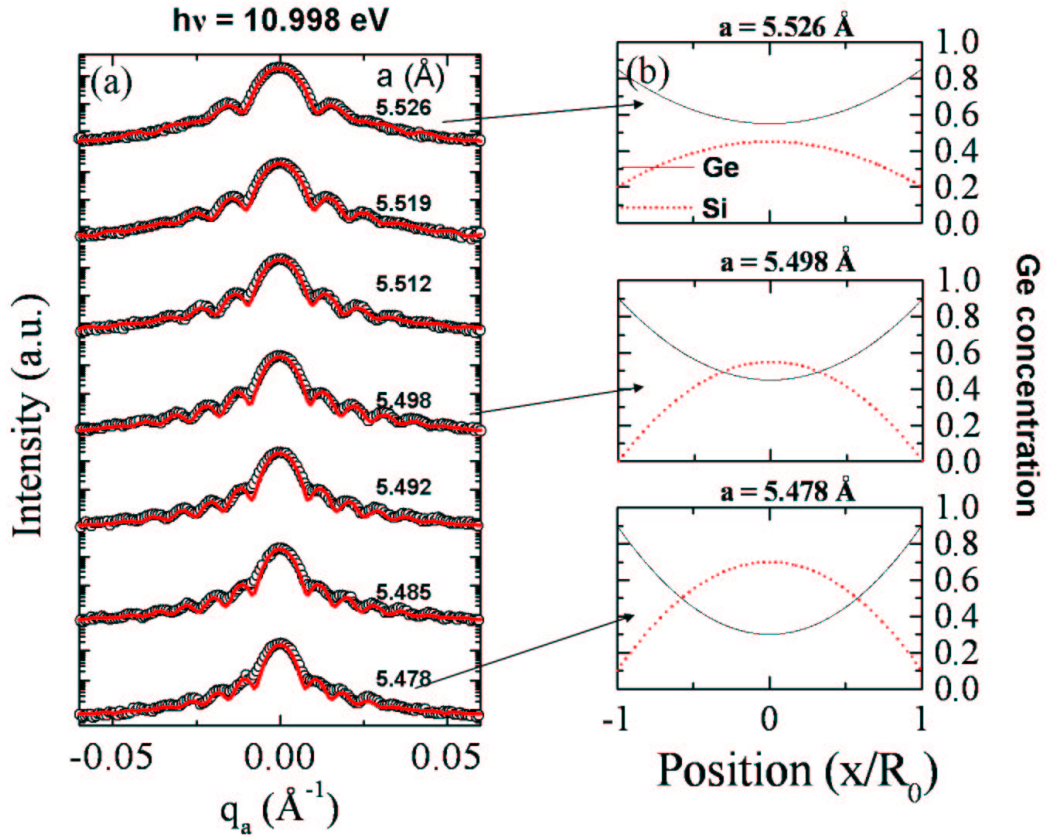 hν = 10.998 eV
(a)
a (Å)
5.526
5.519
5.512
5.498
5.492
5.485
5.478
Intensity (a.u.)
-0.05 0.00 0.05
q_a (Å^-1)
a = 5.526 Å
(b)
Ge
Si
1.0
0.8
0.6
0.4
0.2
0.0
a = 5.498 Å
1.0
0.8
0.6
0.4
0.2
0.0
a = 5.478 Å
1.0
0.8
0.6
0.4
0.2
0.0
-1 0 1
Position (x/R_0)
Ge concentration